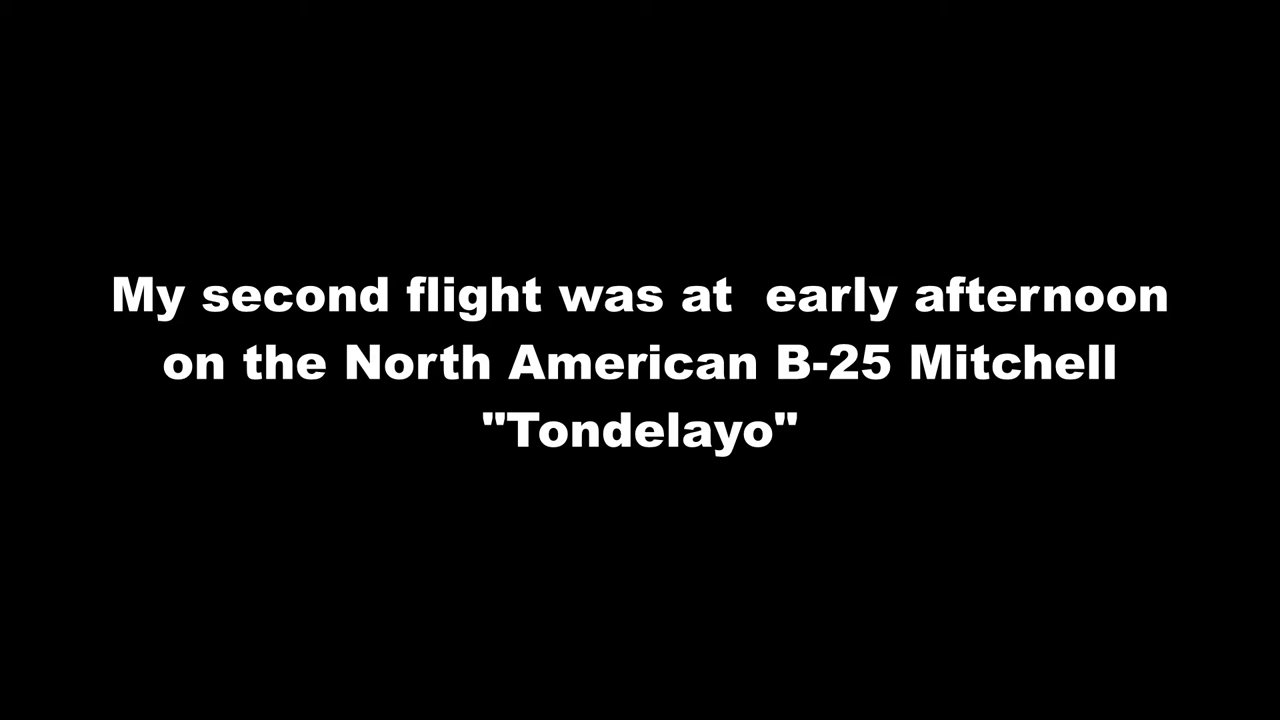 My second flight was at  early afternoon
on the North American B-25 Mitchell
"Tondelayo"